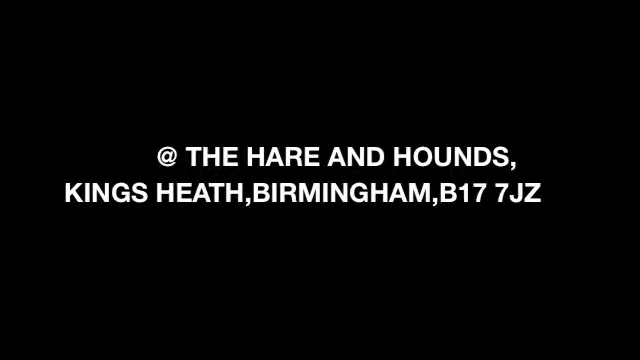 @ THE HARE AND HOUNDS,
KINGS HEATH,BIRMINGHAM,B17 7JZ